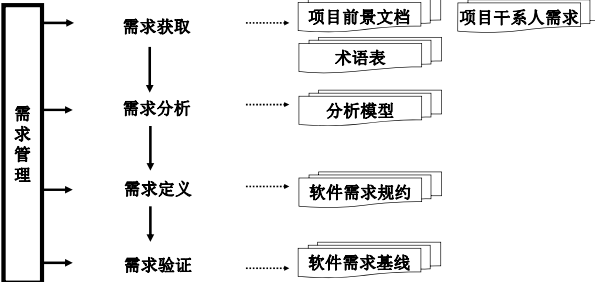 需求获取 项目前景文档 项目干系人需求
术语表
需求分析 分析模型
需求管理
需求定义 软件需求规约
需求验证 软件需求基线